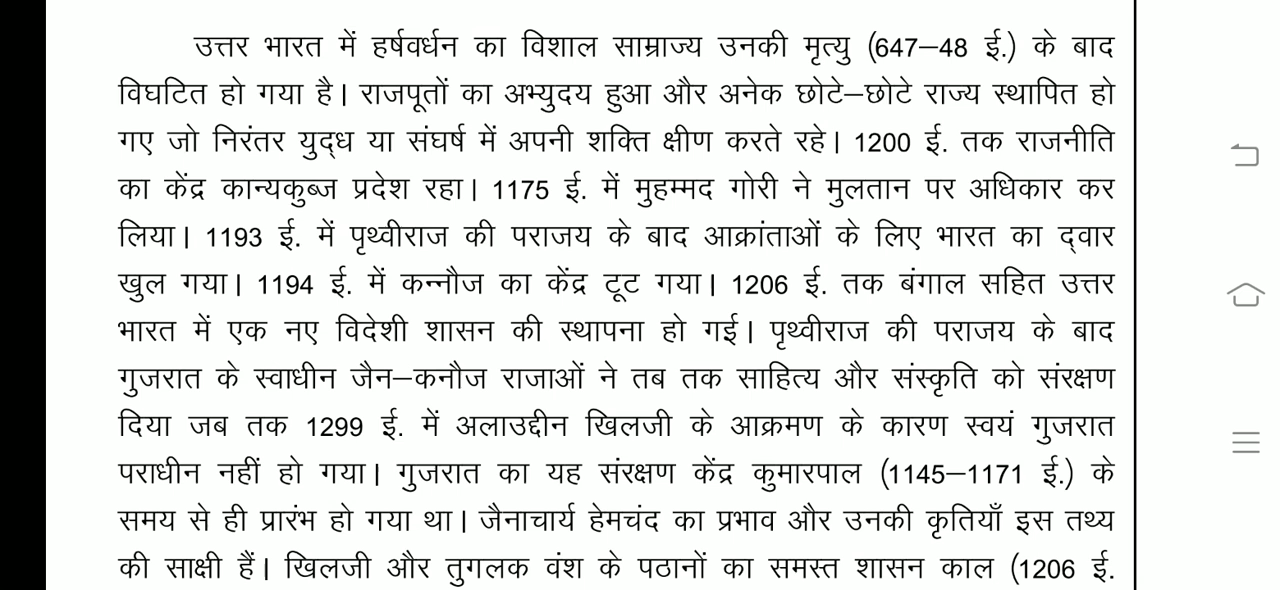 उत्तर भारत में हर्षवर्धन का विशाल साम्राज्य उनकी मृत्यु (647–48 ई.) के बाद
विघटित हो गया है। राजपूतों का अभ्युदय हुआ और अनेक छोटे–छोटे राज्य स्थापित हो
गए जो निरंतर युद्ध या संघर्ष में अपनी शक्ति क्षीण करते रहे। 1200 ई. तक राजनीति
का केंद्र कान्यकुब्ज प्रदेश रहा। 1175 ई. में मुहम्मद गोरी ने मुलतान पर अधिकार कर
लिया। 1193 ई. में पृथ्वीराज की पराजय के बाद आक्रांताओं के लिए भारत का द्वार
खुल गया। 1194 ई. में कन्नौज का केंद्र टूट गया। 1206 ई. तक बंगाल सहित उत्तर
भारत में एक नए विदेशी शासन की स्थापना हो गई। पृथ्वीराज की पराजय के बाद
गुजरात के स्वाधीन जैन–कनौज राजाओं ने तब तक साहित्य और संस्कृति को संरक्षण
दिया जब तक 1299 ई. में अलाउद्दीन खिलजी के आक्रमण के कारण स्वयं गुजरात
पराधीन नहीं हो गया। गुजरात का यह संरक्षण केंद्र कुमारपाल (1145–1171 ई.) के
समय से ही प्रारंभ हो गया था। जैनाचार्य हेमचंद का प्रभाव और उनकी कृतियाँ इस तथ्य
की साक्षी हैं। खिलजी और तुगलक वंश के पठानों का समस्त शासन काल (1206 ई.